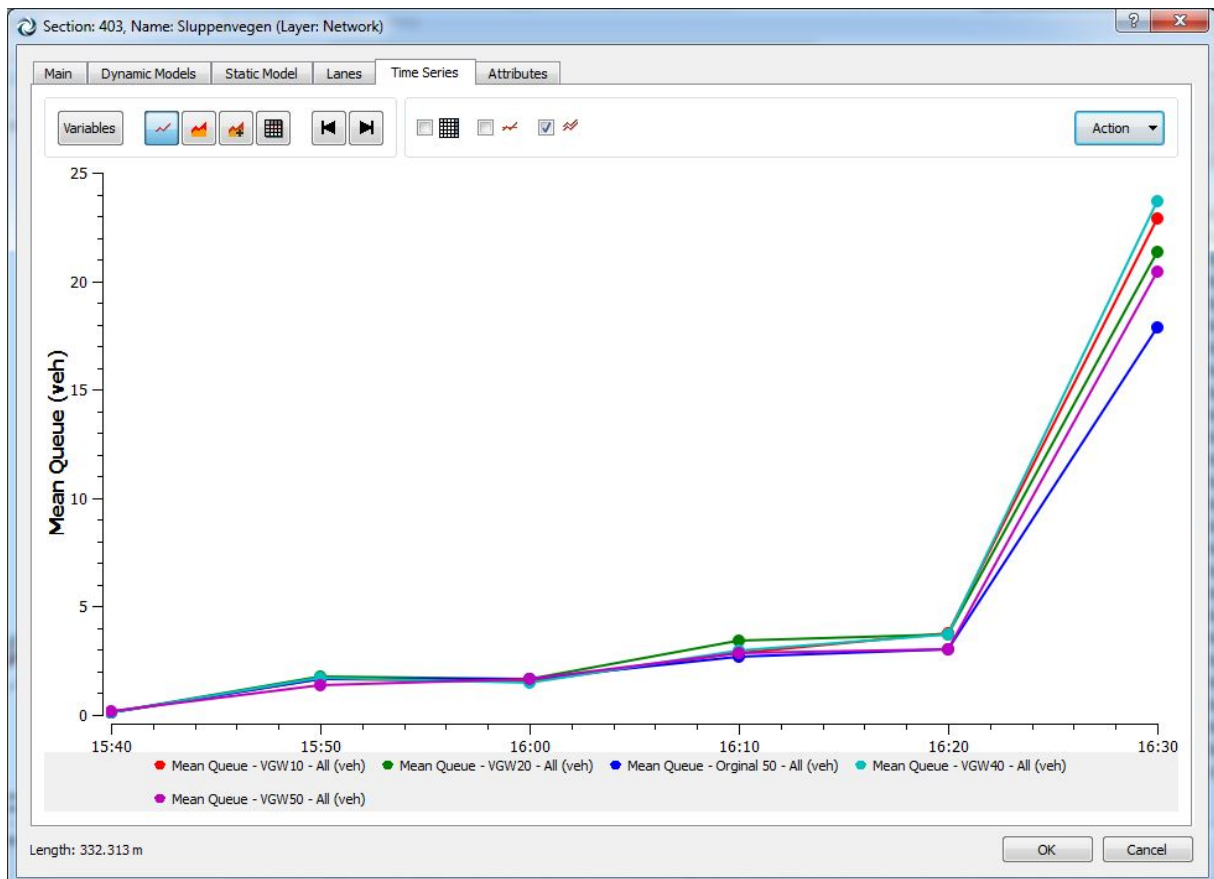 Section: 403, Name: Sluppenvegen (Layer: Network)
Main Dynamic Models Static Model Lanes Time Series Attributes
Variables Action
25
20
15
10
5
0
Mean Queue (veh)
15:40 15:50 16:00 16:10 16:20 16:30
Mean Queue - VGW10 - All (veh) Mean Queue - VGW20 - All (veh) Mean Queue - Orginal 50 - All (veh) Mean Queue - VGW40 - All (veh)
Mean Queue - VGW50 - All (veh)
Length: 332.313 m OK Cancel